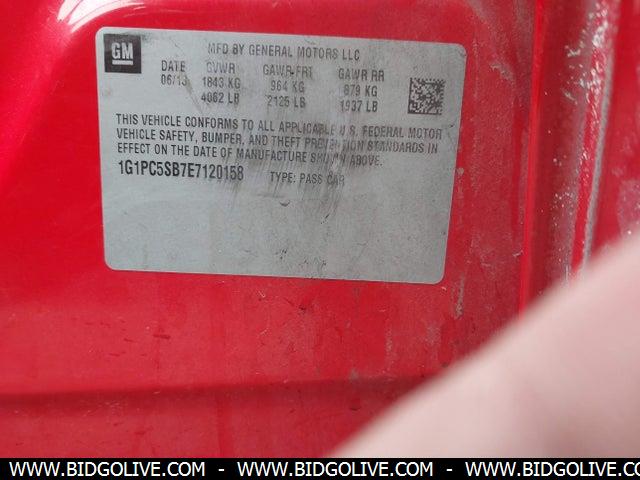 GM
MFD BY GENERAL MOTORS LLC
DATE GVWR GAWR-FRT GAWR RR
06/13 1843 KG 964 KG 879 KG
4062 LB 2125 LB 1937 LB
THIS VEHICLE CONFORMS TO ALL APPLICABLE U.S. FEDERAL MOTOR
VEHICLE SAFETY, BUMPER, AND THEFT PREVENTION STANDARDS IN
EFFECT ON THE DATE OF MANUFACTURE SHOWN ABOVE.
1G1PC5SB7E7120158 TYPE: PASS CAR
WWW.BIDGOLIVE.COM - WWW.BIDGOLIVE.COM - WWW.BIDGOLIVE.COM